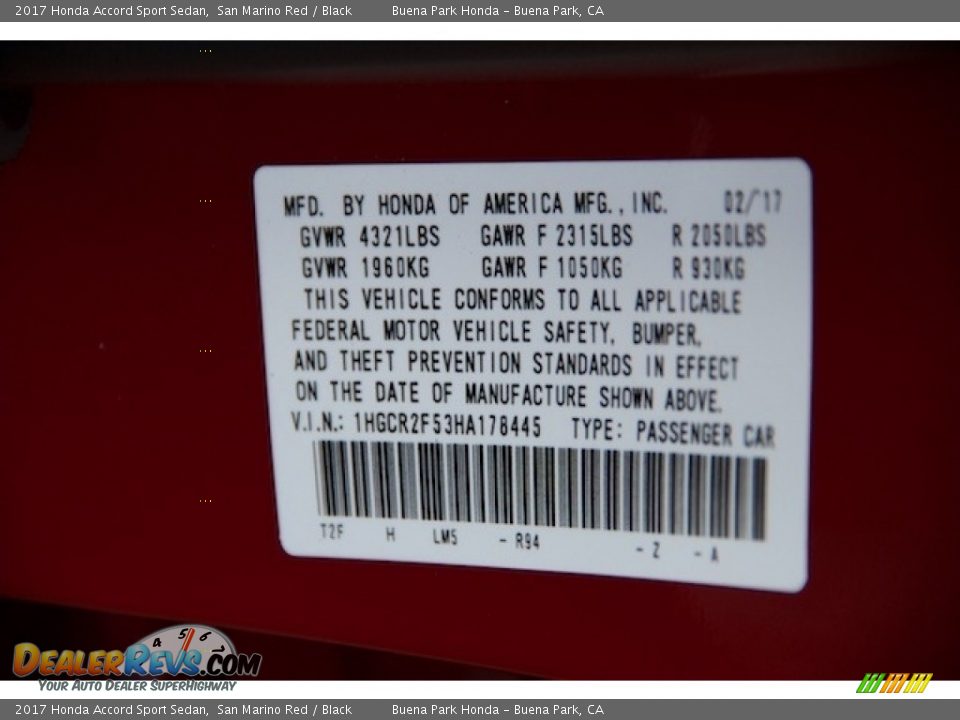 2017 Honda Accord Sport Sedan, San Marino Red / Black Buena Park Honda - Buena Park, CA
MFD. BY HONDA OF AMERICA MFG., INC. 02/'17
GVWR 4321LBS GAWR F 2315LBS R 2050LBS
GVWR 1960KG GAWR F 1050KG R 930KG
THIS VEHICLE CONFORMS TO ALL APPLICABLE
FEDERAL MOTOR VEHICLE SAFETY, BUMPER,
AND THEFT PREVENTION STANDARDS IN EFFECT
ON THE DATE OF MANUFACTURE SHOWN ABOVE.
V.I.N.: 1HGCR2F53HA178445 TYPE: PASSENGER CAR
T2F H LM5 - R94 - Z - A
4 5 6
DEALERREVS.COM
YOUR AUTO DEALER SUPERHIGHWAY
2017 Honda Accord Sport Sedan, San Marino Red / Black Buena Park Honda - Buena Park, CA